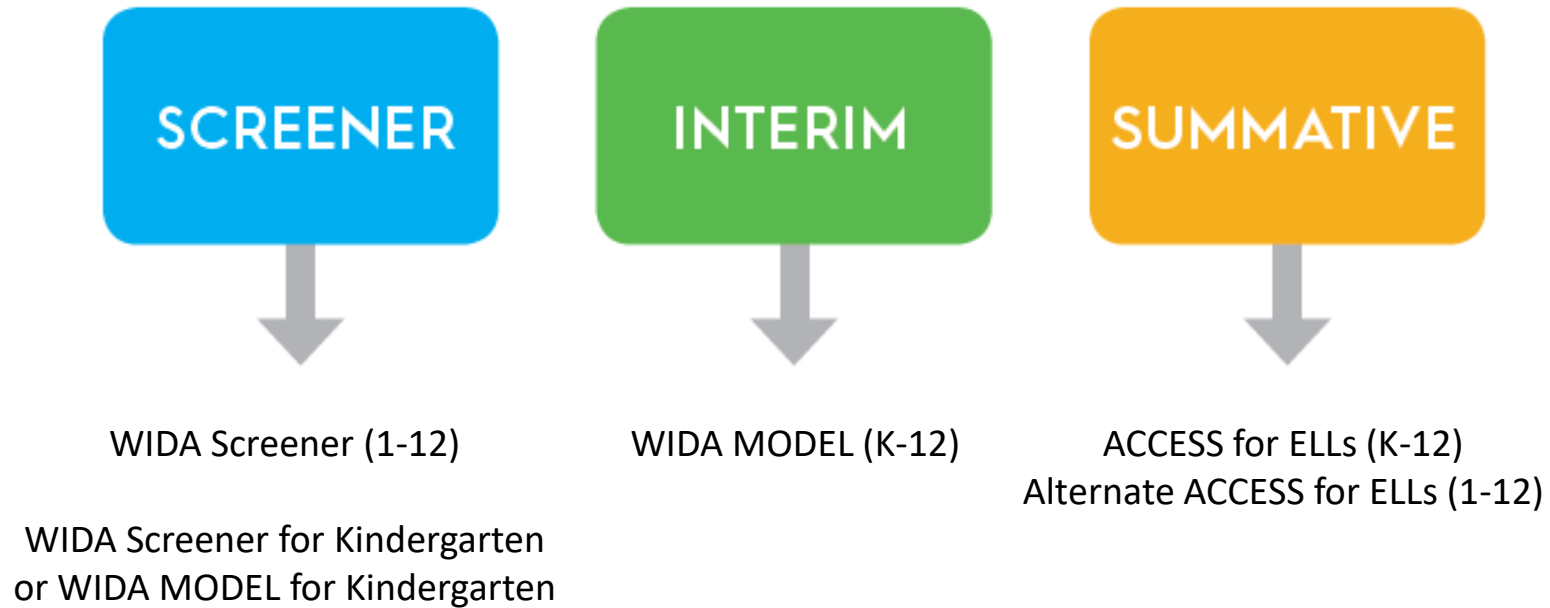 SCREENER
INTERIM
SUMMATIVE
WIDA Screener (1-12)
WIDA Screener for Kindergarten
or WIDA MODEL for Kindergarten
WIDA MODEL (K-12)
ACCESS for ELLs (K-12)
Alternate ACCESS for ELLs (1-12)